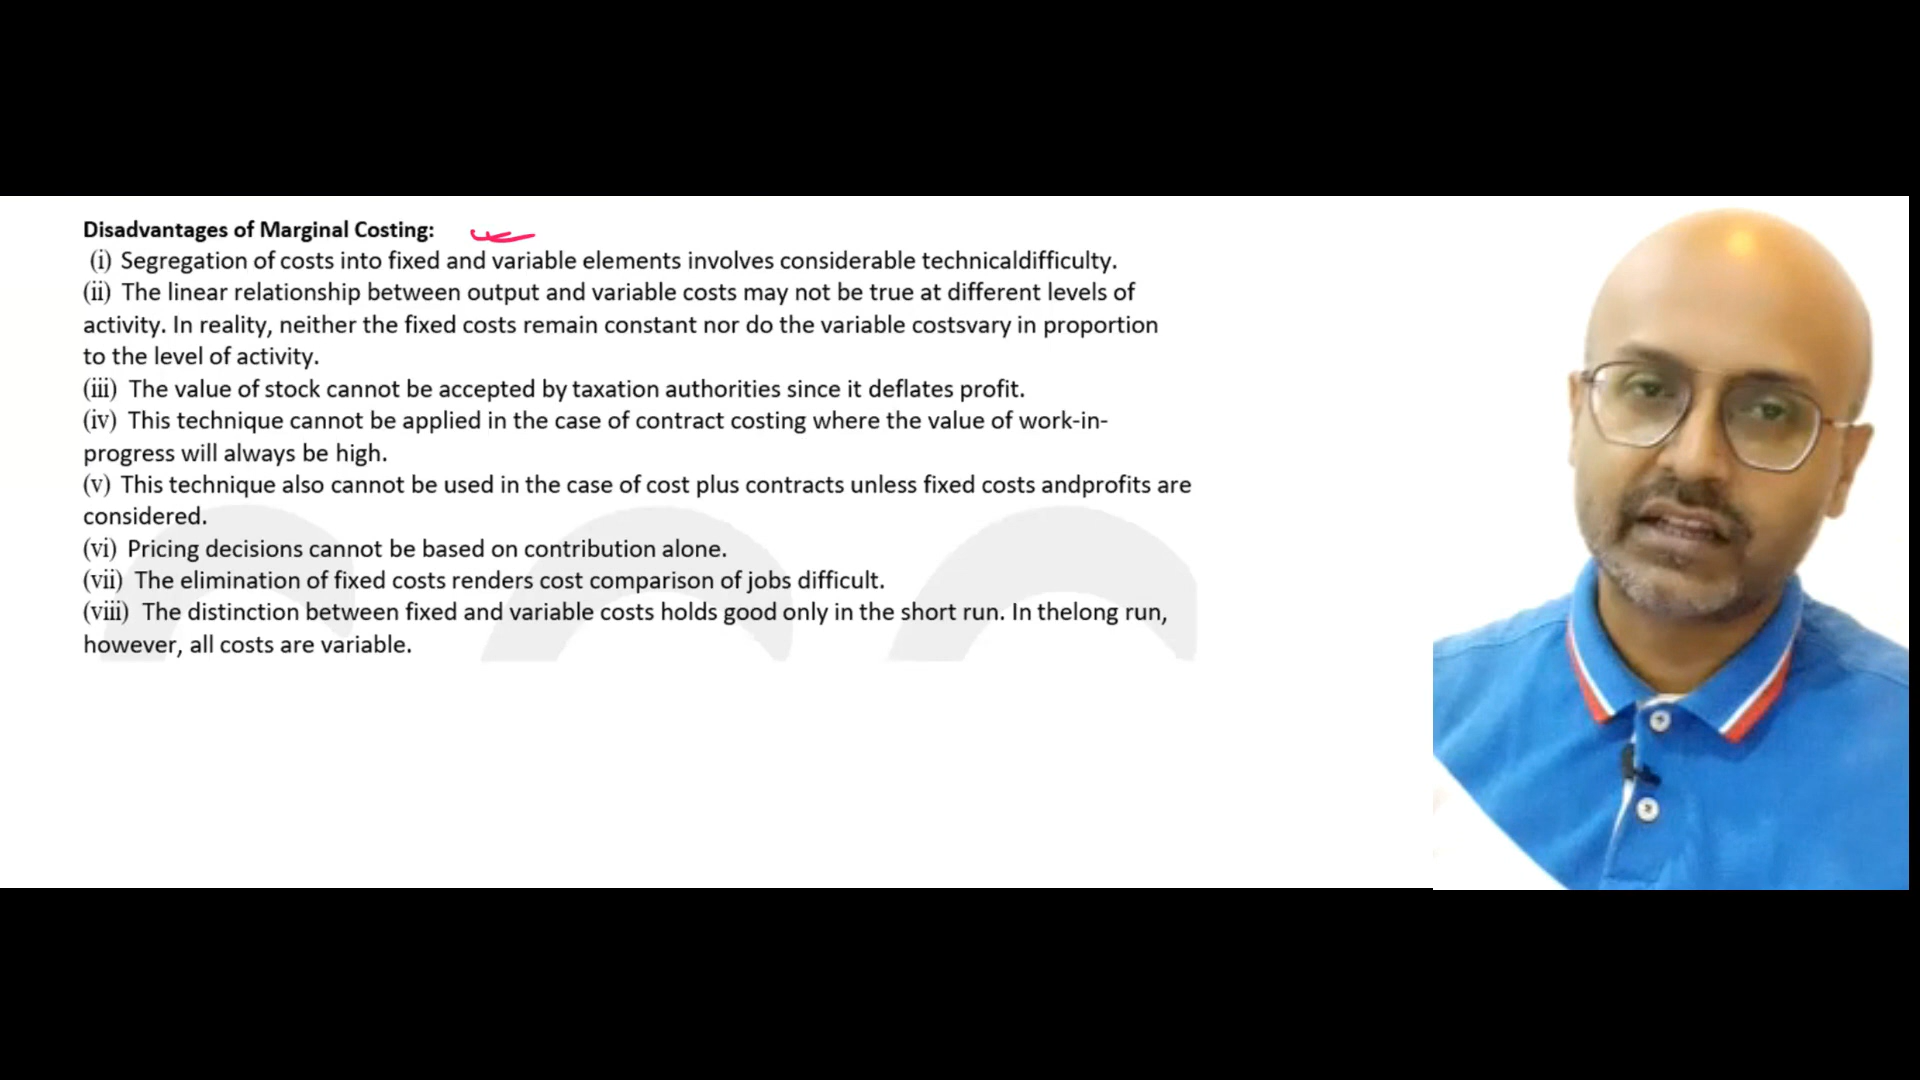 Disadvantages of Marginal Costing:
(i) Segregation of costs into fixed and variable elements involves considerable technicaldifficulty.
(ii) The linear relationship between output and variable costs may not be true at different levels of
activity. In reality, neither the fixed costs remain constant nor do the variable costsvary in proportion
to the level of activity.
(iii) The value of stock cannot be accepted by taxation authorities since it deflates profit.
(iv) This technique cannot be applied in the case of contract costing where the value of work-in-
progress will always be high.
(v) This technique also cannot be used in the case of cost plus contracts unless fixed costs andprofits are
considered.
(vi) Pricing decisions cannot be based on contribution alone.
(vii) The elimination of fixed costs renders cost comparison of jobs difficult.
(viii) The distinction between fixed and variable costs holds good only in the short run. In thelong run,
however, all costs are variable.